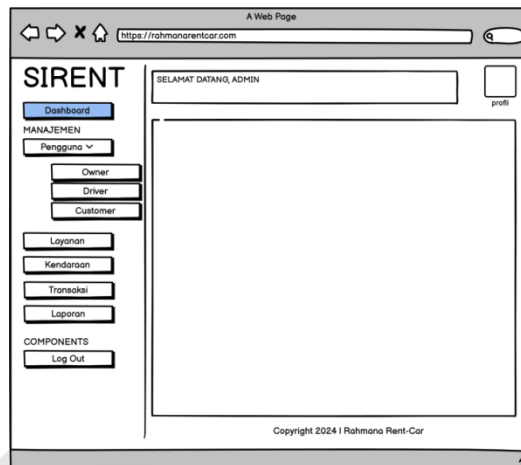 A Web Page
https://rahmanarentcar.com
SIRENT
SELAMAT DATANG, ADMIN
profil
Dashboard
MANAJEMEN
Pengguna
Owner
Driver
Customer
Layanan
Kendaraan
Transaksi
Laporan
COMPONENTS
Log Out
Copyright 2024 | Rahmana Rent-Car